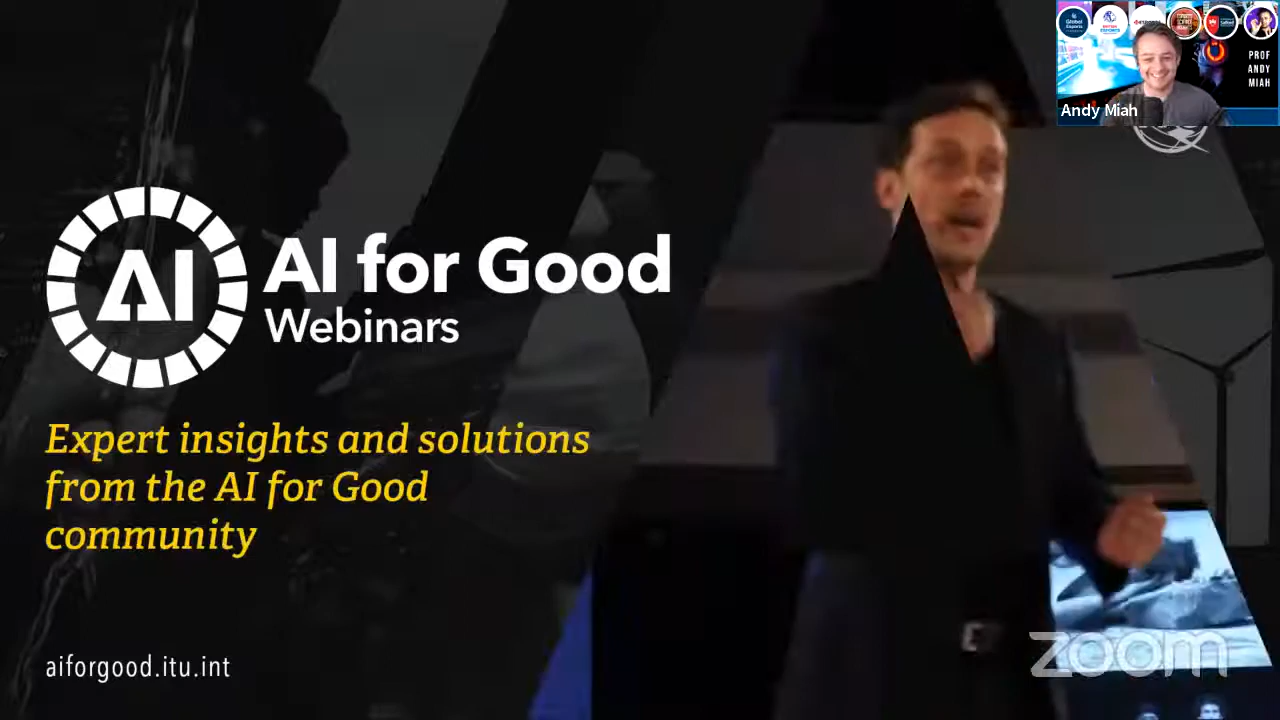 PROF
ANDY
MIAH
Andy Miah
AI
AI for Good
Webinars
Expert insights and solutions
from the AI for Good
community
aiforgood.itu.int
zoom